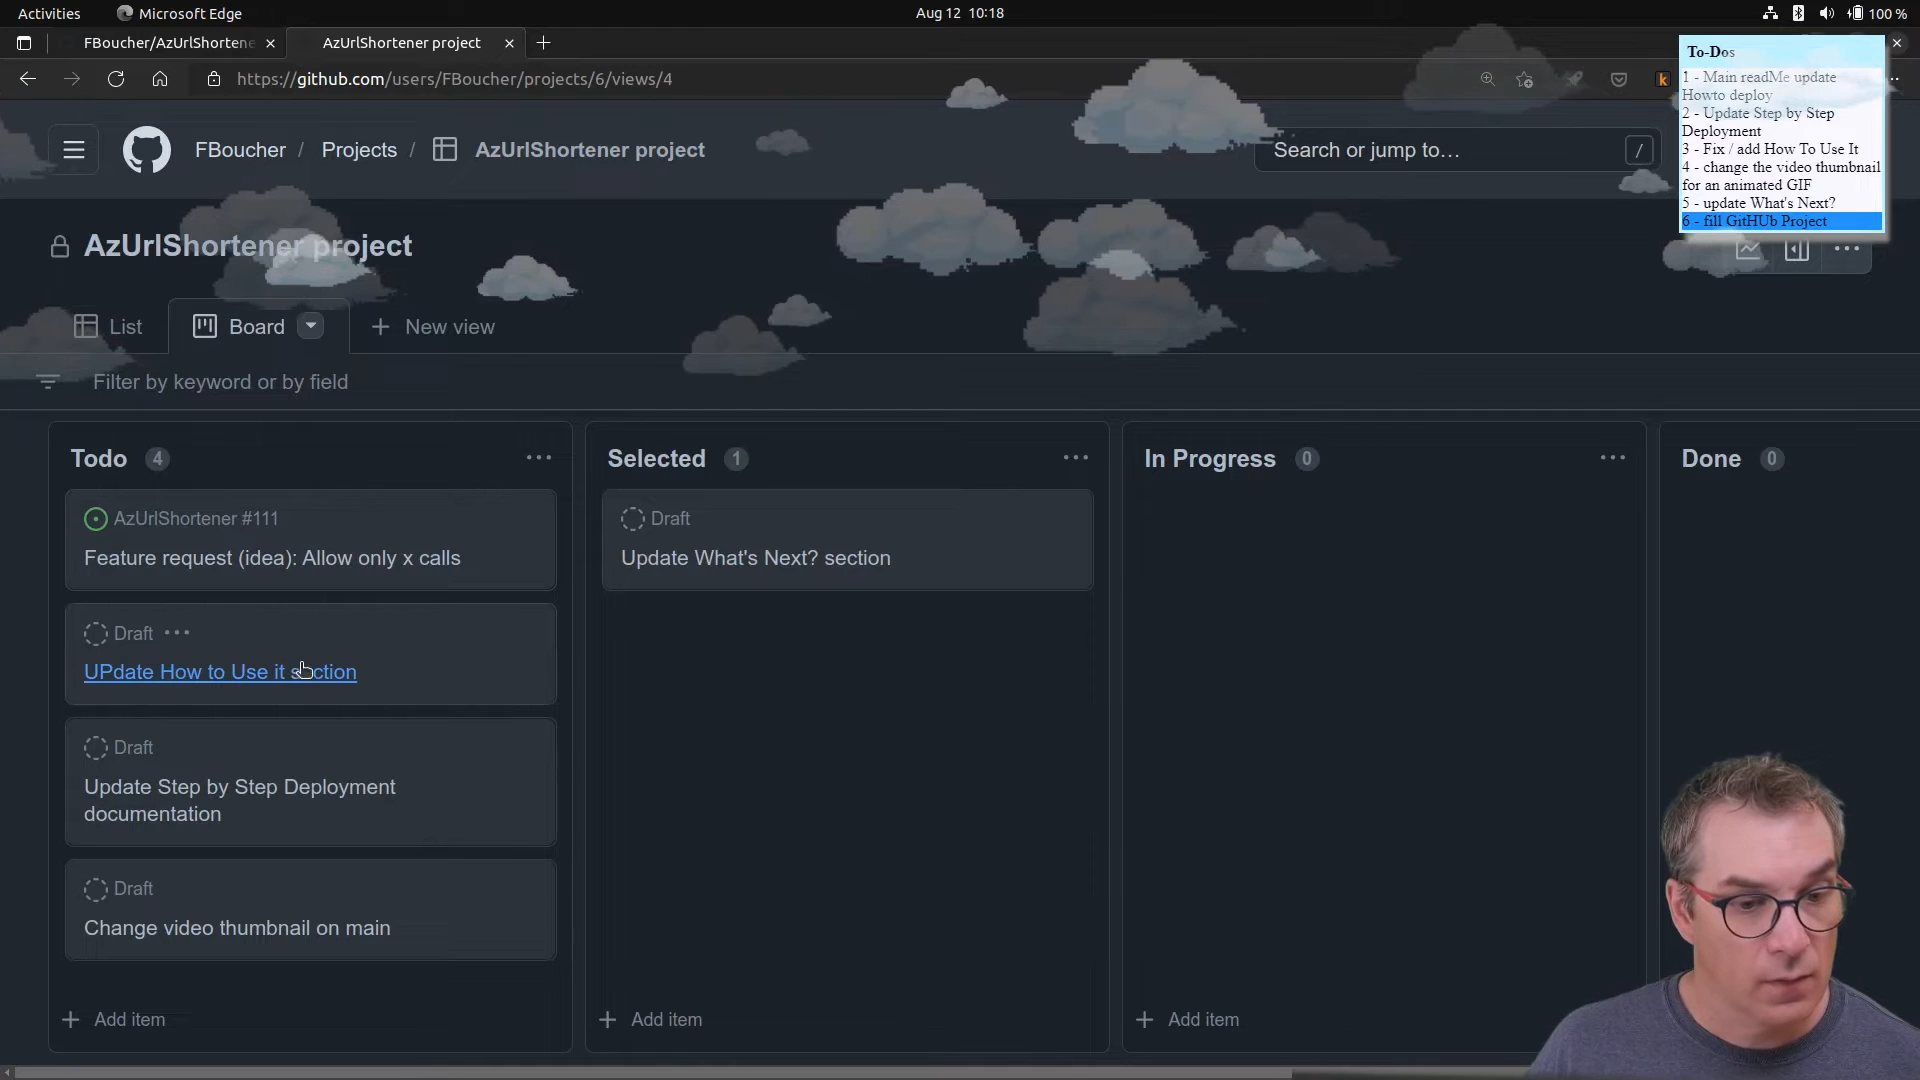 Activities
Microsoft Edge
Aug 12 10:18
100 %
FBoucher/AzUrlShortene
AzUrlShortener project
https://github.com/users/FBoucher/projects/6/views/4
k
To-Dos
1 - Main readMe update
Howto deploy
2 - Update Step by Step
Deployment
3 - Fix / add How To Use It
4 - change the video thumbnail
for an animated GIF
5 - update What's Next?
6 - fill GitHUb Project
FBoucher / Projects / AzUrlShortener project
Search or jump to…
/
AzUrlShortener project
List
Board
New view
Filter by keyword or by field
Todo 4
AzUrlShortener #111
Feature request (idea): Allow only x calls
Draft
UPdate How to Use it section
Draft
Update Step by Step Deployment
documentation
Draft
Change video thumbnail on main
Add item
Selected 1
Draft
Update What's Next? section
Add item
In Progress 0
Add item
Done 0